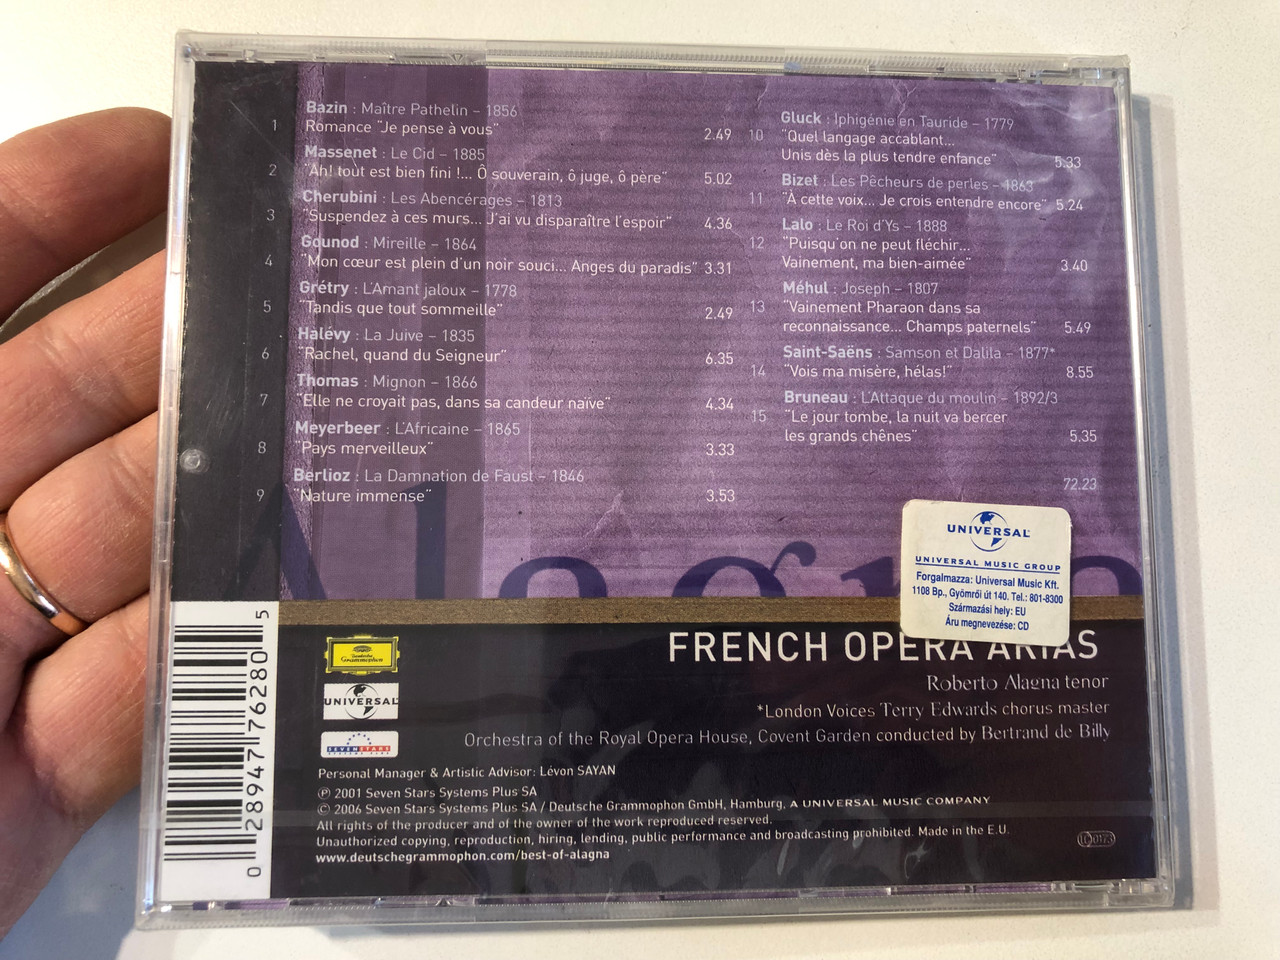 Bazin : Maître Pathelin – 1856
1 Romance "Je pense à vous" 2.49
Massenet : Le Cid – 1885
2 "Ah! tout est bien fini !... Ô souverain, ô juge, ô père" 5.02
Cherubini : Les Abencérages – 1813
3 "Suspendez à ces murs... J'ai vu disparaître l'espoir" 4.36
Gounod : Mireille – 1864
4 "Mon cœur est plein d'un noir souci... Anges du paradis" 3.31
Grétry : L'Amant jaloux – 1778
5 "Tandis que tout sommeille" 2.49
Halévy : La Juive – 1835
6 "Rachel, quand du Seigneur" 6.35
Thomas : Mignon – 1866
7 "Elle ne croyait pas, dans sa candeur naïve" 4.34
Meyerbeer : L'Africaine – 1865
8 "Pays merveilleux" 3.33
Berlioz : La Damnation de Faust – 1846
9 "Nature immense" 3.53
Gluck : Iphigénie en Tauride – 1779
10 "Quel langage accablant...
Unis dès la plus tendre enfance" 5.33
Bizet : Les Pêcheurs de perles – 1863
11 "À cette voix... Je crois entendre encore" 5.24
Lalo : Le Roi d'Ys – 1888
12 "Puisqu'on ne peut fléchir...
Vainement, ma bien-aimée" 3.40
Méhul : Joseph – 1807
13 "Vainement Pharaon dans sa
reconnaissance... Champs paternels" 5.49
Saint-Saëns : Samson et Dalila – 1877*
14 "Vois ma misère, hélas!" 8.55
Bruneau : L'Attaque du moulin – 1892/3
15 "Le jour tombe, la nuit va bercer
les grands chênes" 5.35
72.23
Alagna
UNIVERSAL
UNIVERSAL MUSIC GROUP
Forgalmazza: Universal Music Kft.
1108 Bp., Gyömrői út 140. Tel.: 801-8300
Származási hely: EU
Áru megnevezése: CD
FRENCH OPERA ARIAS
Roberto Alagna tenor
*London Voices Terry Edwards chorus master
Orchestra of the Royal Opera House, Covent Garden conducted by Bertrand de Billy
Deutsche Grammophon
UNIVERSAL
SEVEN STARS
SYSTEMS PLUS
Personal Manager & Artistic Advisor: Lévon SAYAN
℗ 2001 Seven Stars Systems Plus SA
© 2006 Seven Stars Systems Plus SA / Deutsche Grammophon GmbH, Hamburg, A UNIVERSAL MUSIC COMPANY
All rights of the producer and of the owner of the work reproduced reserved.
Unauthorized copying, reproduction, hiring, lending, public performance and broadcasting prohibited. Made in the E.U.
www.deutschegrammophon.com/best-of-alagna
0 28947 76280 5